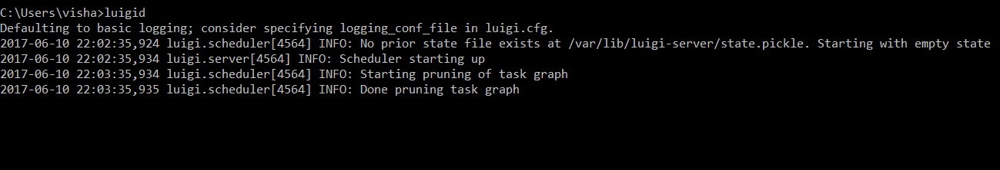 C:\Users\visha>luigid
Defaulting to basic logging; consider specifying logging_conf_file in luigi.cfg.
2017-06-10 22:02:35,924 luigi.scheduler[4564] INFO: No prior state file exists at /var/lib/luigi-server/state.pickle. Starting with empty state
2017-06-10 22:02:35,934 luigi.server[4564] INFO: Scheduler starting up
2017-06-10 22:03:35,934 luigi.scheduler[4564] INFO: Starting pruning of task graph
2017-06-10 22:03:35,935 luigi.scheduler[4564] INFO: Done pruning task graph